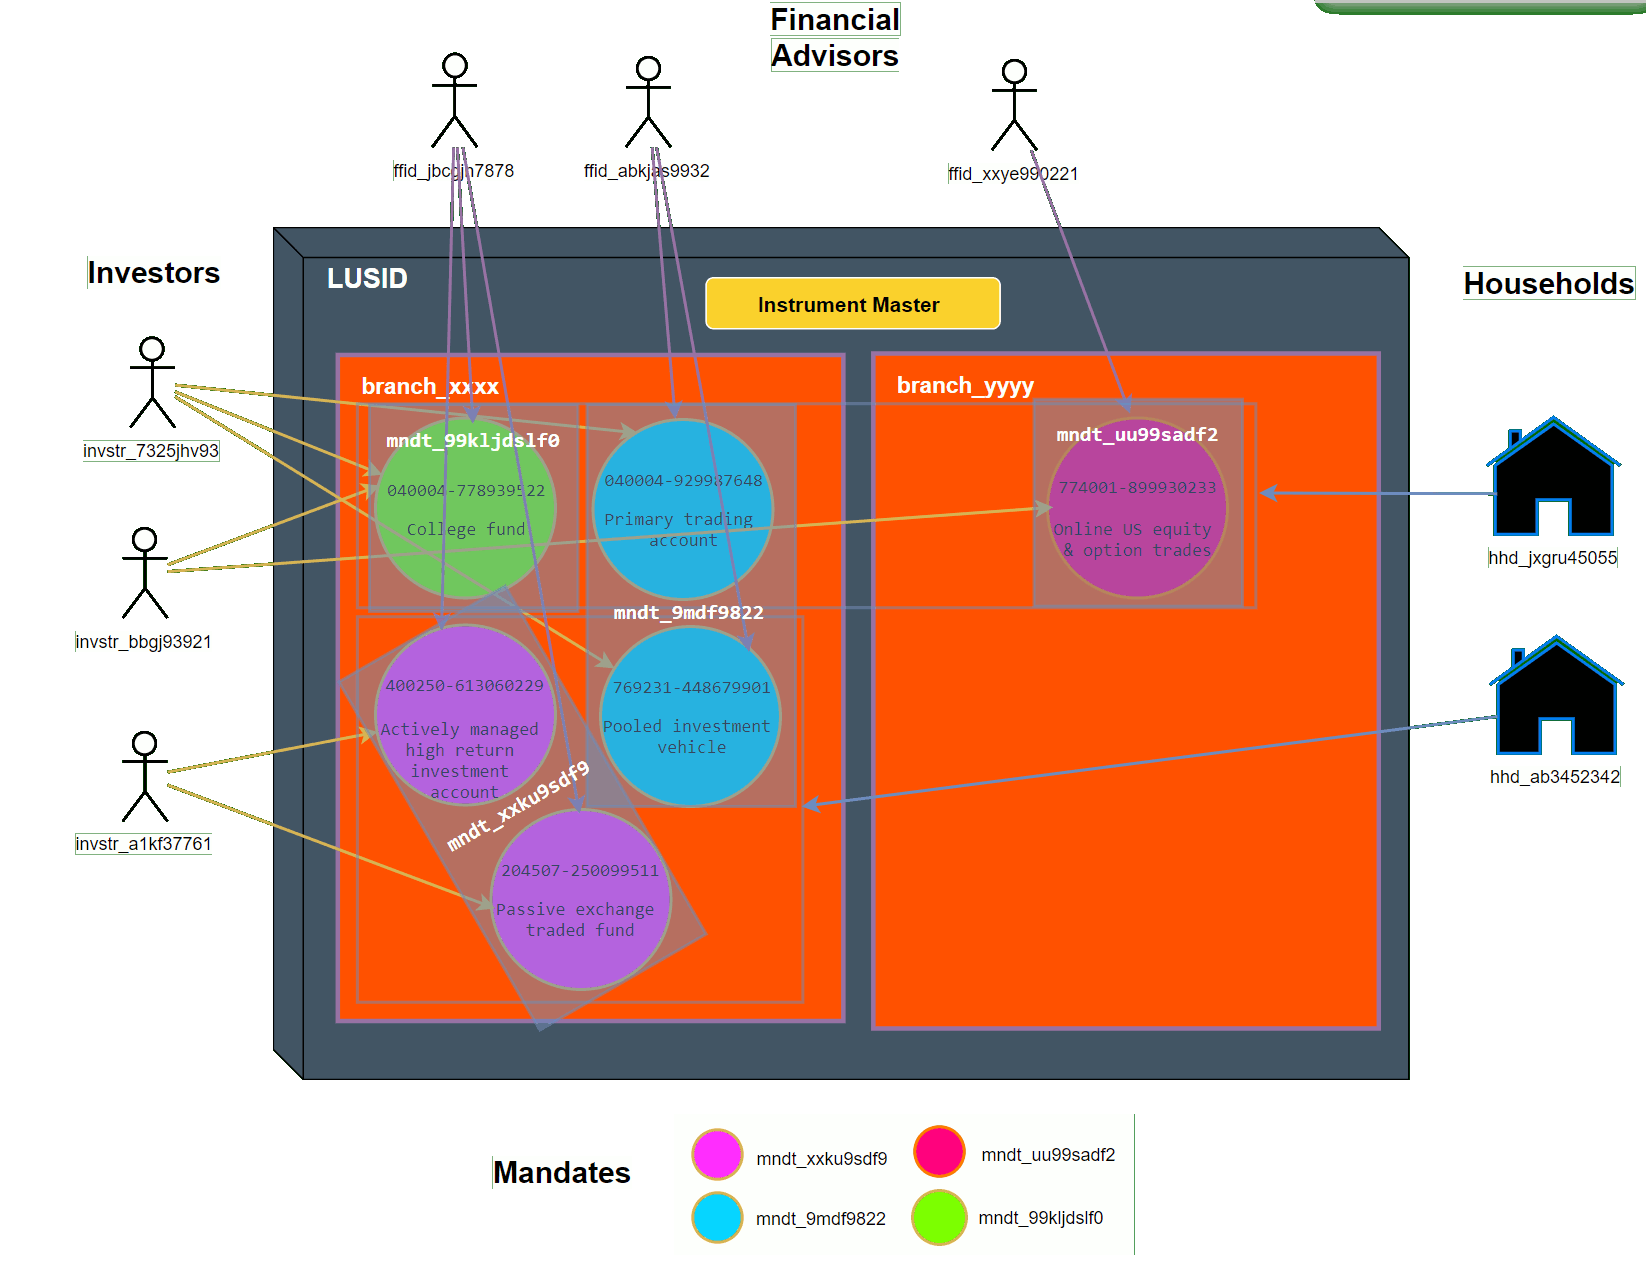 Financial
Advisors
ffid_jbcgjh7878
ffid_abkjas9932
ffid_xxye990221
Investors
LUSID
Households
Instrument Master
branch_xxxx
branch_yyyy
mndt_99kljdslf0
mndt_uu99sadf2
invstr_7325jhv93
040004-778939522
040004-929987648
774001-899930233
College fund
Primary trading
account
Online US equity
& option trades
hhd_jxgru45055
mndt_9mdf9822
invstr_bbgj93921
400250-613060229
769231-448679901
Actively managed
high return
investment
account
Pooled investment
vehicle
hhd_ab3452342
mndt_xxku9sdf9
invstr_a1kf37761
204507-250099511
Passive exchange
traded fund
Mandates
mndt_xxku9sdf9
mndt_uu99sadf2
mndt_9mdf9822
mndt_99kljdslf0